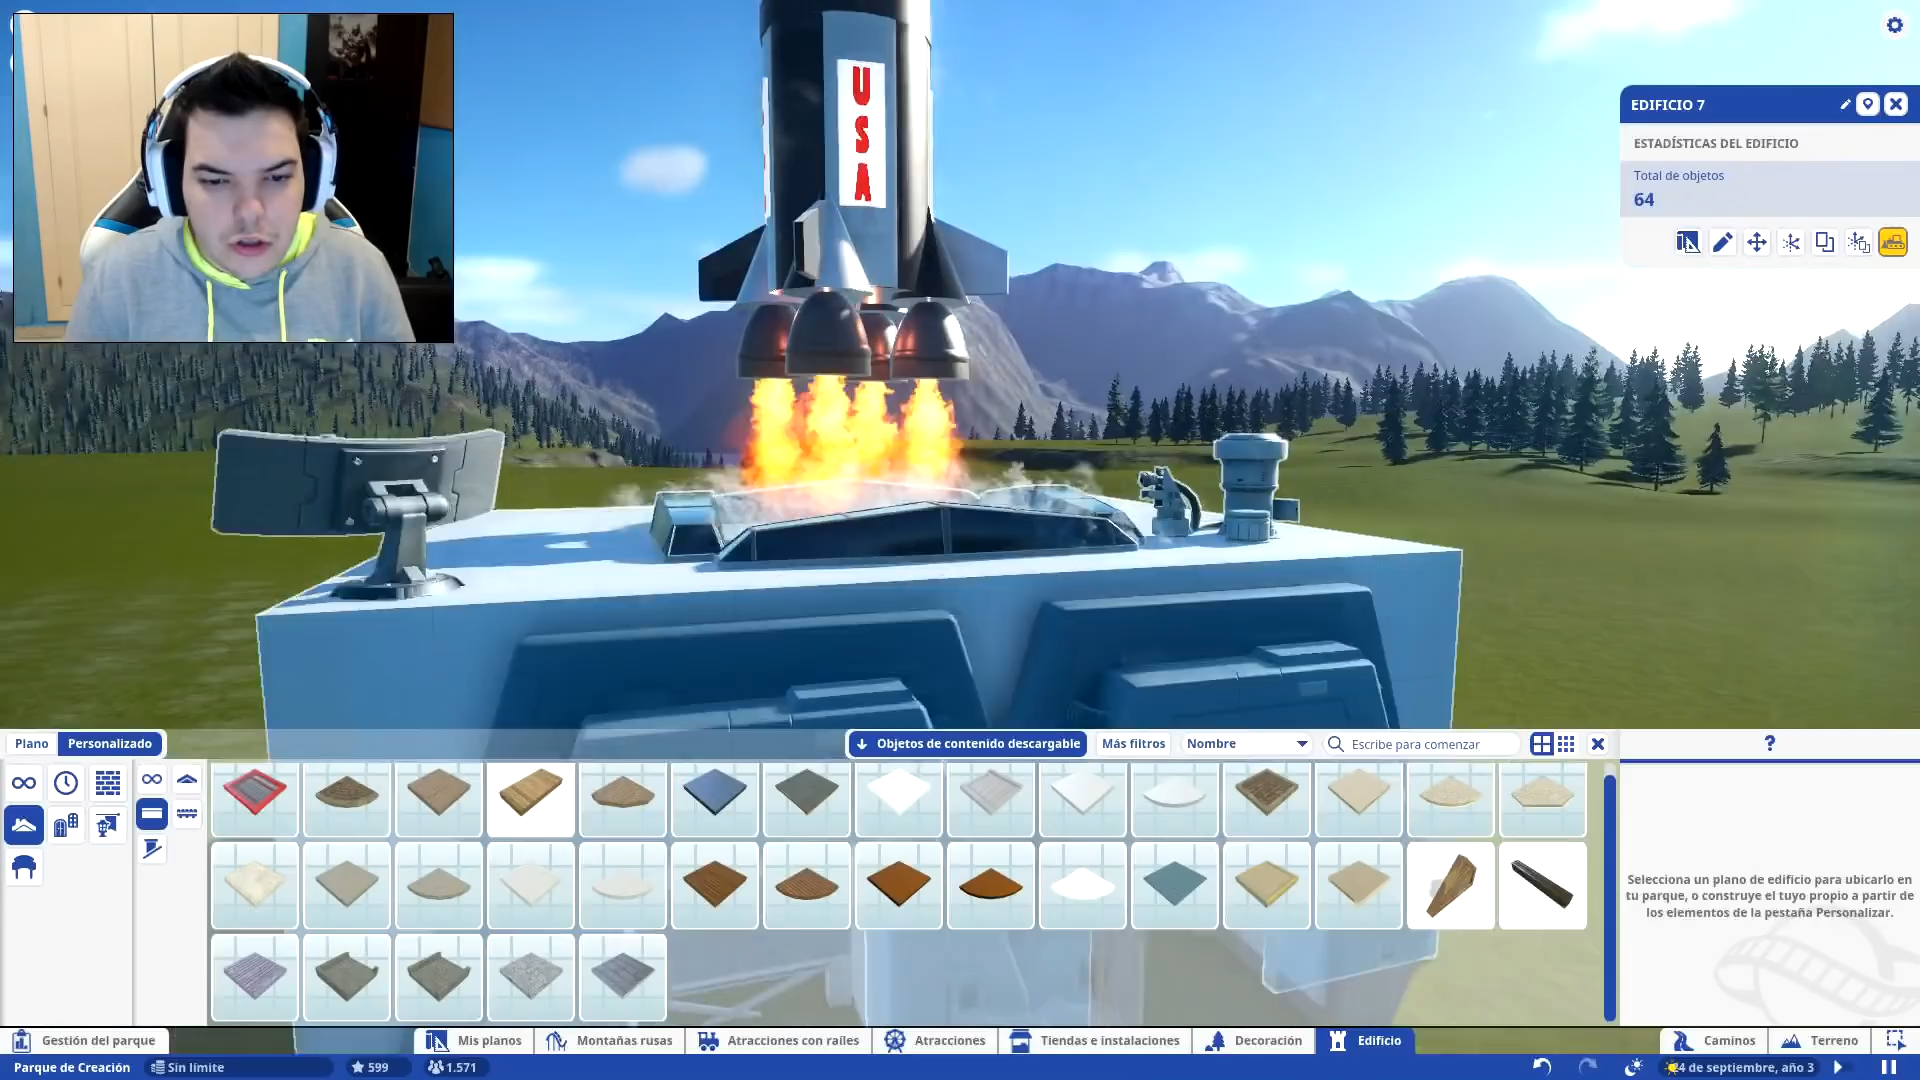 U
S
A
EDIFICIO 7
ESTADÍSTICAS DEL EDIFICIO
Total de objetos
64
Plano
Personalizado
Objetos de contenido descargable
Más filtros
Nombre
Escribe para comenzar
?
Selecciona un plano de edificio para ubicarlo en
tu parque, o construye el tuyo propio a partir de
los elementos de la pestaña Personalizar.
Gestión del parque
Mis planos
Montañas rusas
Atracciones con raíles
Atracciones
Tiendas e instalaciones
Decoración
Edificio
Caminos
Terreno
Parque de Creación
Sin límite
599
1.571
4 de septiembre, año 3